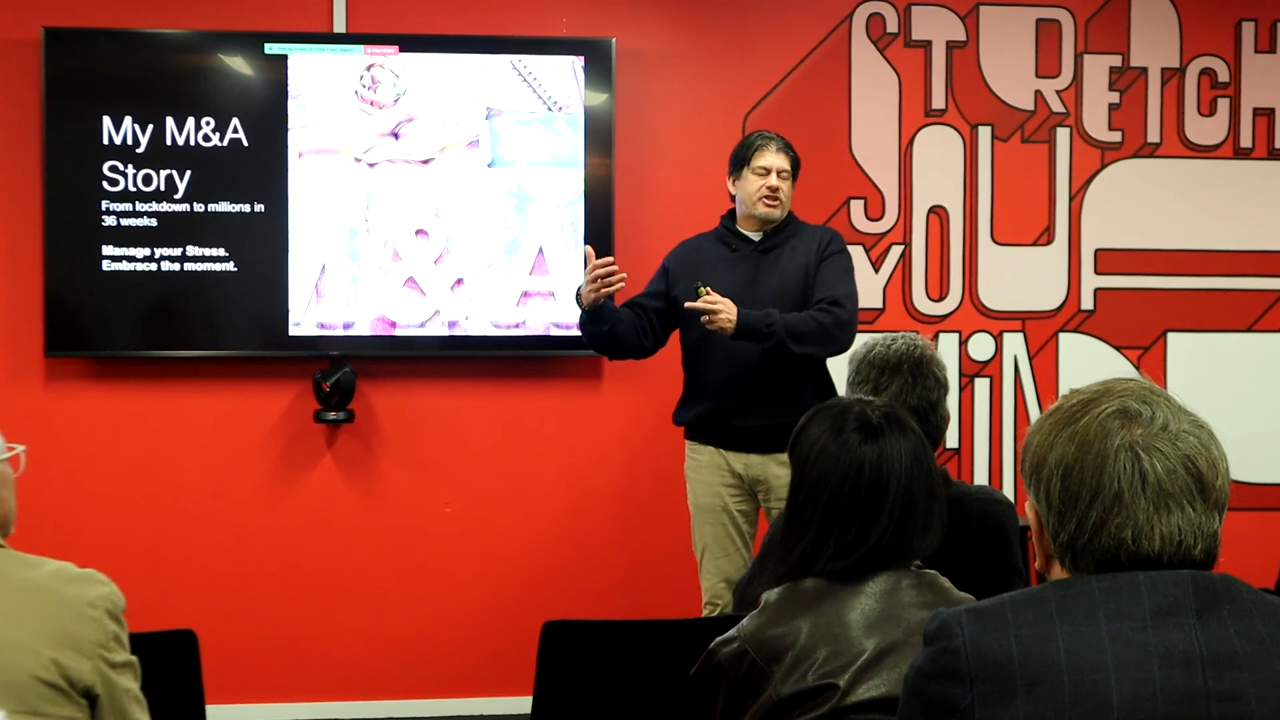 My M&A
Story
From lockdown to millions in
36 weeks
Manage your Stress.
Embrace the moment.
M&A
STRETCH
YOU
MIND